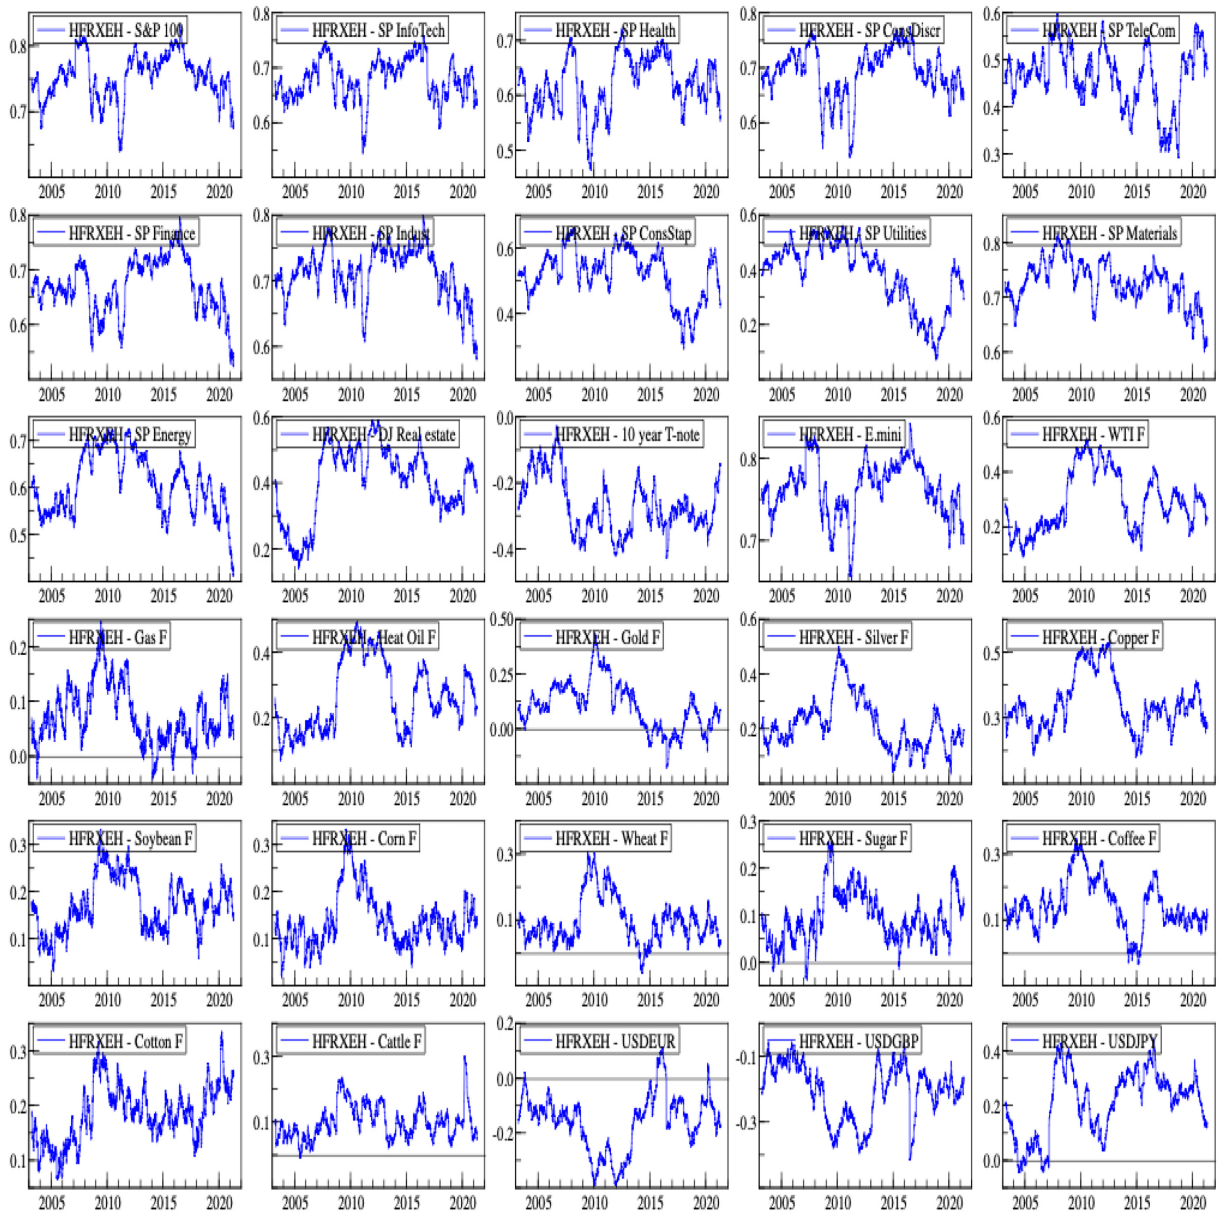 HFRXEH - S&P 100
0.8
0.7
2005 2010 2015 2020
HFRXEH - SP InfoTech
0.8
0.7
0.6
2005 2010 2015 2020
HFRXEH - SP Health
0.7
0.6
0.5
2005 2010 2015 2020
HFRXEH - SP ConsDiscr
0.8
0.7
0.6
2005 2010 2015 2020
HFRXEH - SP TeleCom
0.6
0.5
0.4
0.3
2005 2010 2015 2020
HFRXEH - SP Finance
0.8
0.7
0.6
2005 2010 2015 2020
HFRXEH - SP Indust
0.8
0.7
0.6
2005 2010 2015 2020
HFRXEH - SP ConsStap
0.6
0.4
2005 2010 2015 2020
HFRXEH - SP Utilities
0.6
0.4
0.2
2005 2010 2015 2020
HFRXEH - SP Materials
0.8
0.7
0.6
2005 2010 2015 2020
HFRXEH - SP Energy
0.7
0.6
0.5
2005 2010 2015 2020
HFRXEH - DJ Real estate
0.6
0.4
0.2
2005 2010 2015 2020
HFRXEH - 10 year T-note
0.0
-0.2
-0.4
2005 2010 2015 2020
HFRXEH - E.mini
0.8
0.7
2005 2010 2015 2020
HFRXEH - WTI F
0.6
0.4
0.2
2005 2010 2015 2020
HFRXEH - Gas F
0.2
0.1
0.0
2005 2010 2015 2020
HFRXEH - Heat Oil F
0.4
0.2
2005 2010 2015 2020
HFRXEH - Gold F
0.50
0.25
0.00
2005 2010 2015 2020
HFRXEH - Silver F
0.6
0.4
0.2
2005 2010 2015 2020
HFRXEH - Copper F
0.5
0.3
2005 2010 2015 2020
HFRXEH - Soybean F
0.3
0.2
0.1
2005 2010 2015 2020
HFRXEH - Corn F
0.3
0.2
0.1
2005 2010 2015 2020
HFRXEH - Wheat F
0.3
0.1
2005 2010 2015 2020
HFRXEH - Sugar F
0.3
0.2
0.1
0.0
2005 2010 2015 2020
HFRXEH - Coffee F
0.3
0.1
2005 2010 2015 2020
HFRXEH - Cotton F
0.3
0.2
0.1
2005 2010 2015 2020
HFRXEH - Cattle F
0.3
0.1
2005 2010 2015 2020
HFRXEH - USDEUR
0.2
0.0
-0.2
2005 2010 2015 2020
HFRXEH - USDGBP
-0.1
-0.3
2005 2010 2015 2020
HFRXEH - USDJPY
0.4
0.2
0.0
2005 2010 2015 2020